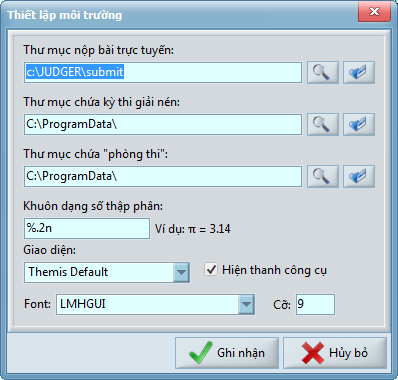 Thiết lập môi trường
Thư mục nộp bài trực tuyến:
c:\JUDGER\submit
Thư mục chứa kỳ thi giải nén:
C:\ProgramData\
Thư mục chứa "phòng thi":
C:\ProgramData\
Khuôn dạng số thập phân:
%.2n Ví dụ: π = 3.14
Giao diện:
Themis Default Hiện thanh công cụ
Font: LMHGUI Cỡ: 9
Ghi nhận Hủy bỏ